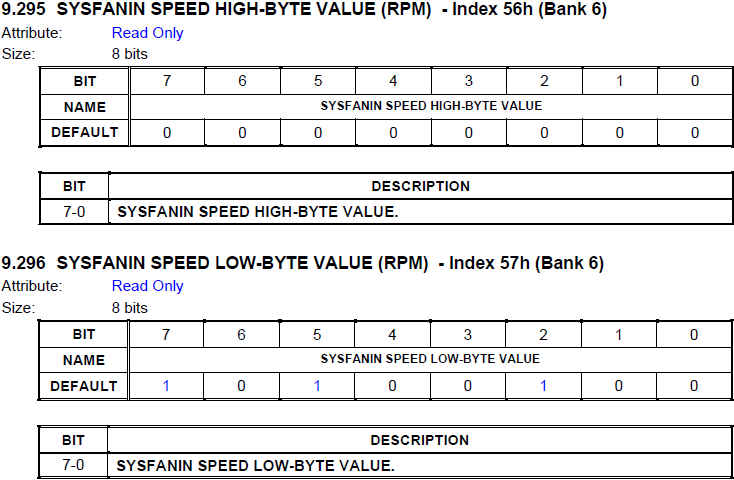 9.295 SYSFANIN SPEED HIGH-BYTE VALUE (RPM) - Index 56h (Bank 6)
Attribute: Read Only
Size: 8 bits
BIT 7 6 5 4 3 2 1 0
NAME SYSFANIN SPEED HIGH-BYTE VALUE
DEFAULT 0 0 0 0 0 0 0 0
BIT DESCRIPTION
7-0 SYSFANIN SPEED HIGH-BYTE VALUE.
9.296 SYSFANIN SPEED LOW-BYTE VALUE (RPM) - Index 57h (Bank 6)
Attribute: Read Only
Size: 8 bits
BIT 7 6 5 4 3 2 1 0
NAME SYSFANIN SPEED LOW-BYTE VALUE
DEFAULT 1 0 1 0 0 1 0 0
BIT DESCRIPTION
7-0 SYSFANIN SPEED LOW-BYTE VALUE.